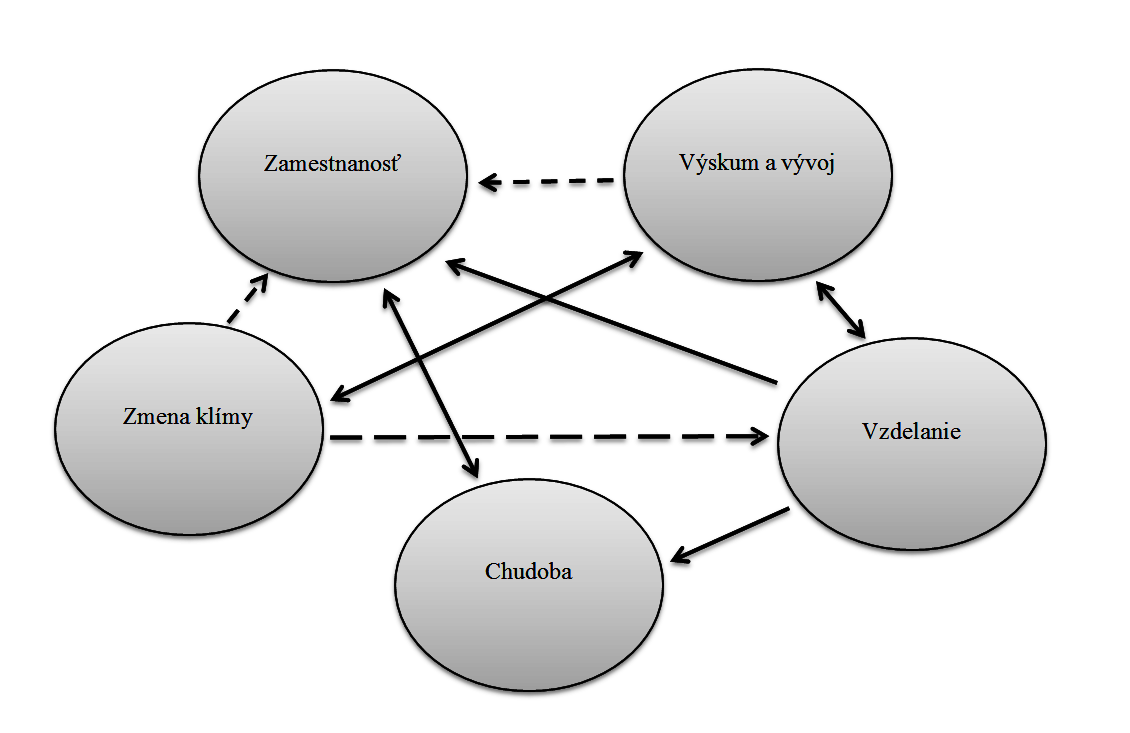 Zamestnanosť
Výskum a vývoj
Zmena klímy
Vzdelanie
Chudoba